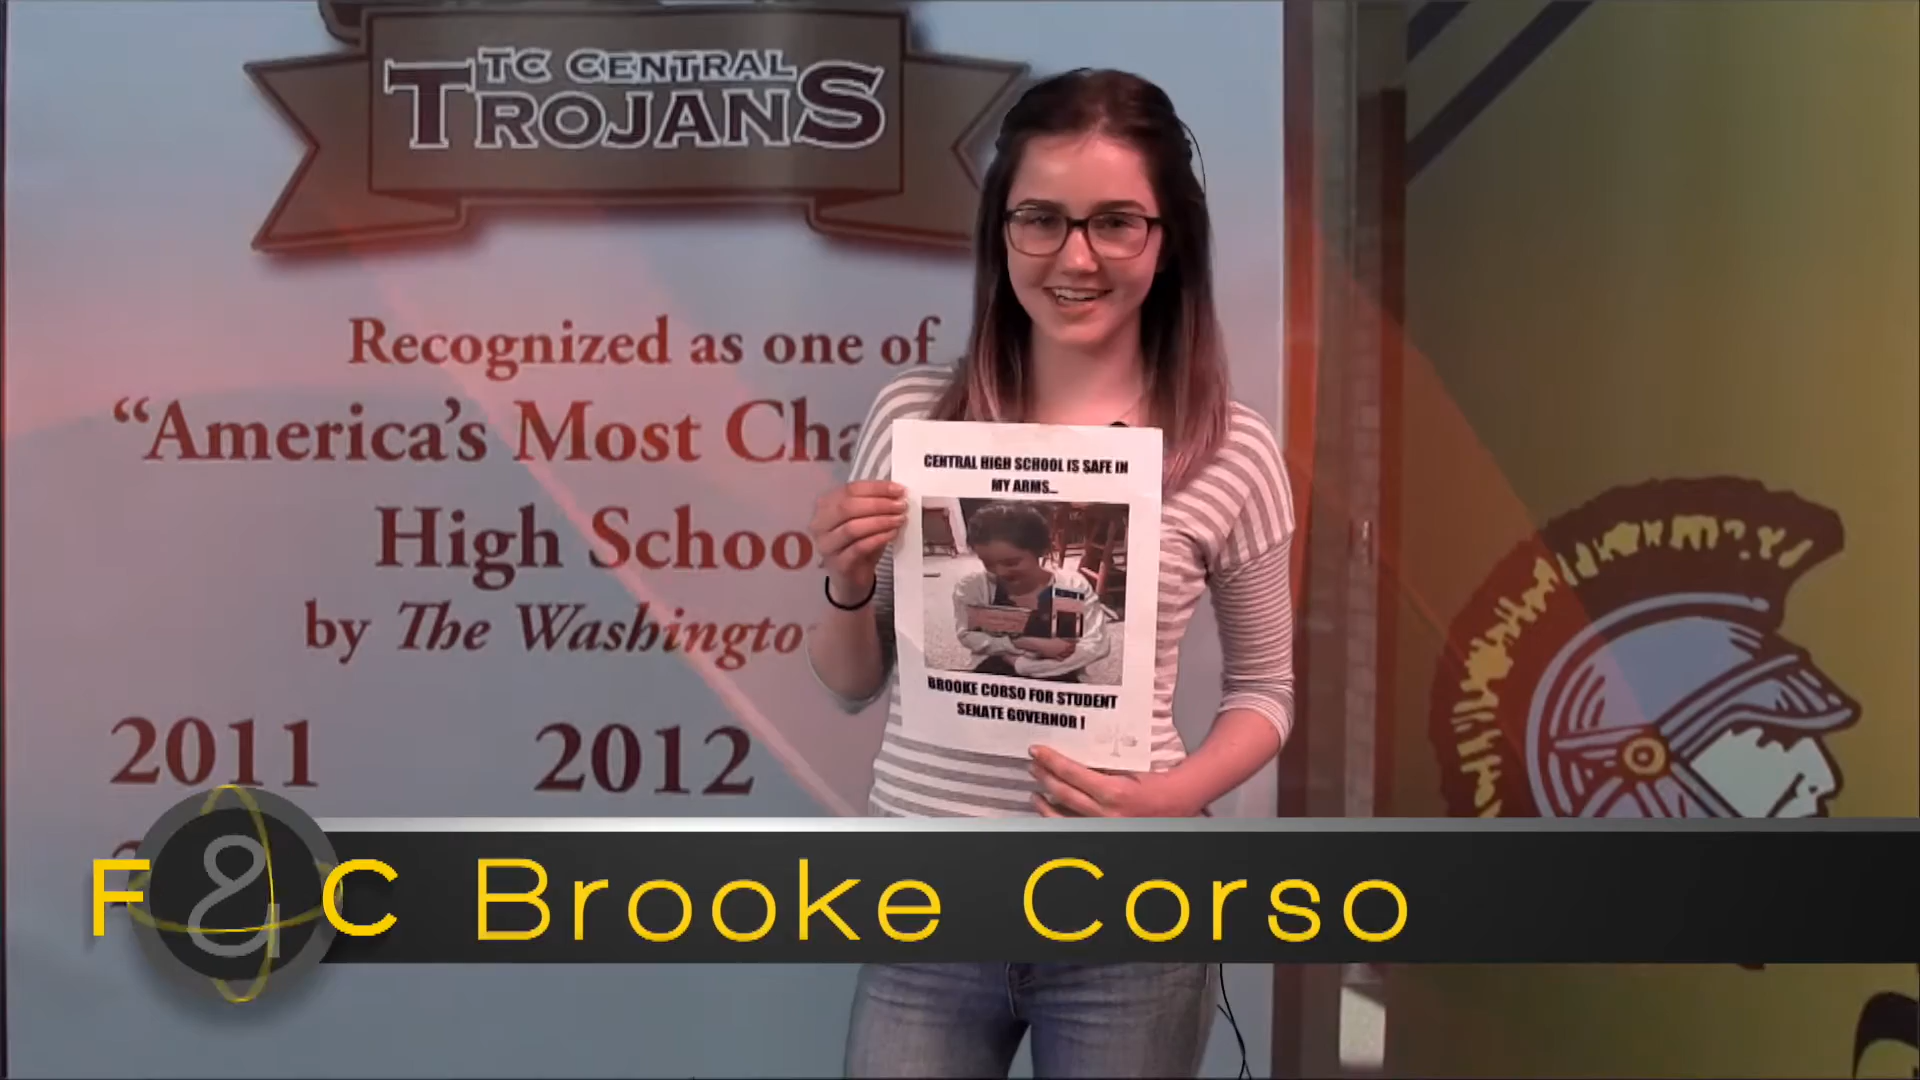 TC CENTRAL
TROJANS
Recognized as one of
“America's Most Cha
High Schoo
by The Washingto
2011 2012
CENTRAL HIGH SCHOOL IS SAFE IN
MY ARMS...
BROOKE CORSO FOR STUDENT
SENATE GOVERNOR!
F & C Brooke Corso